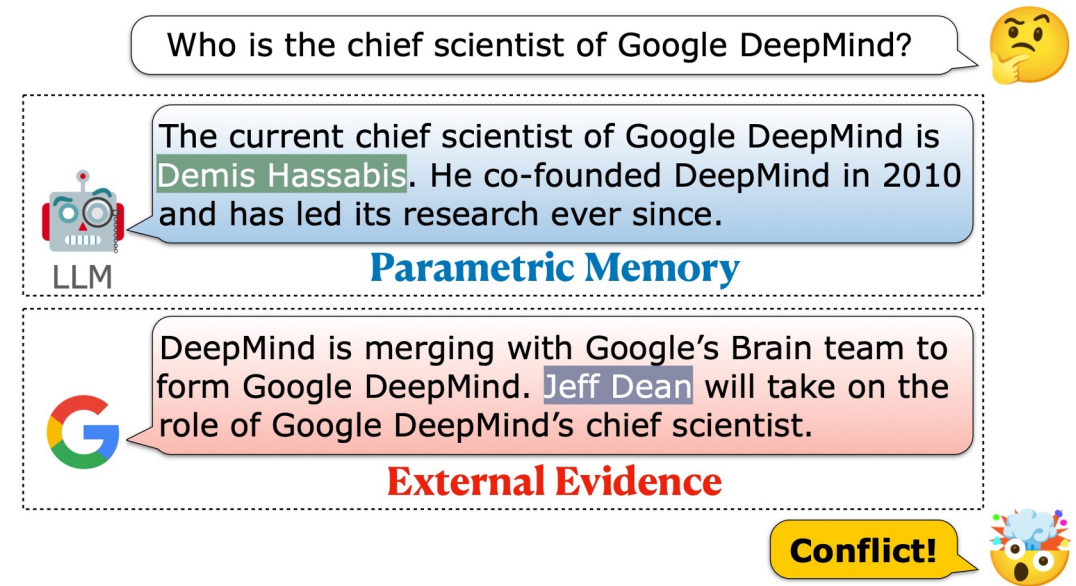 Who is the chief scientist of Google DeepMind?
The current chief scientist of Google DeepMind is
Demis Hassabis. He co-founded DeepMind in 2010
and has led its research ever since.
LLM
Parametric Memory
DeepMind is merging with Google’s Brain team to
form Google DeepMind. Jeff Dean will take on the
role of Google DeepMind’s chief scientist.
External Evidence
Conflict!